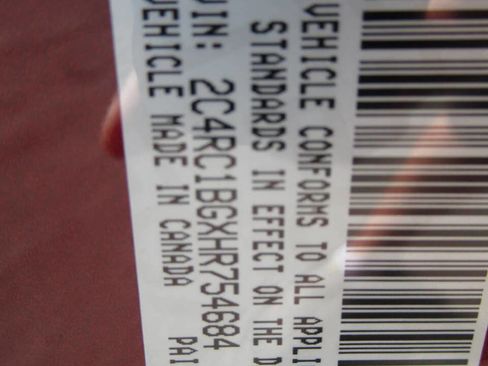 VEHICLE CONFORMS TO ALL APPLI
STANDARDS IN EFFECT ON THE D
VIN: 2C4RC1BGXHR754684
VEHICLE MADE IN CANADA PAI